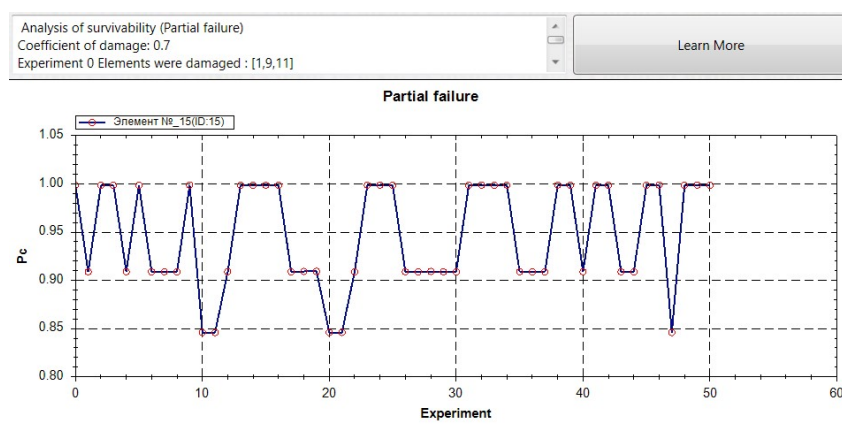 Analysis of survivability (Partial failure)
Coefficient of damage: 0.7
Experiment 0 Elements were damaged : [1,9,11]
Learn More
Partial failure
Элемент №_15(ID:15)
1.05
1.00
0.95
0.90
0.85
0.80
Pc
0 10 20 30 40 50 60
Experiment